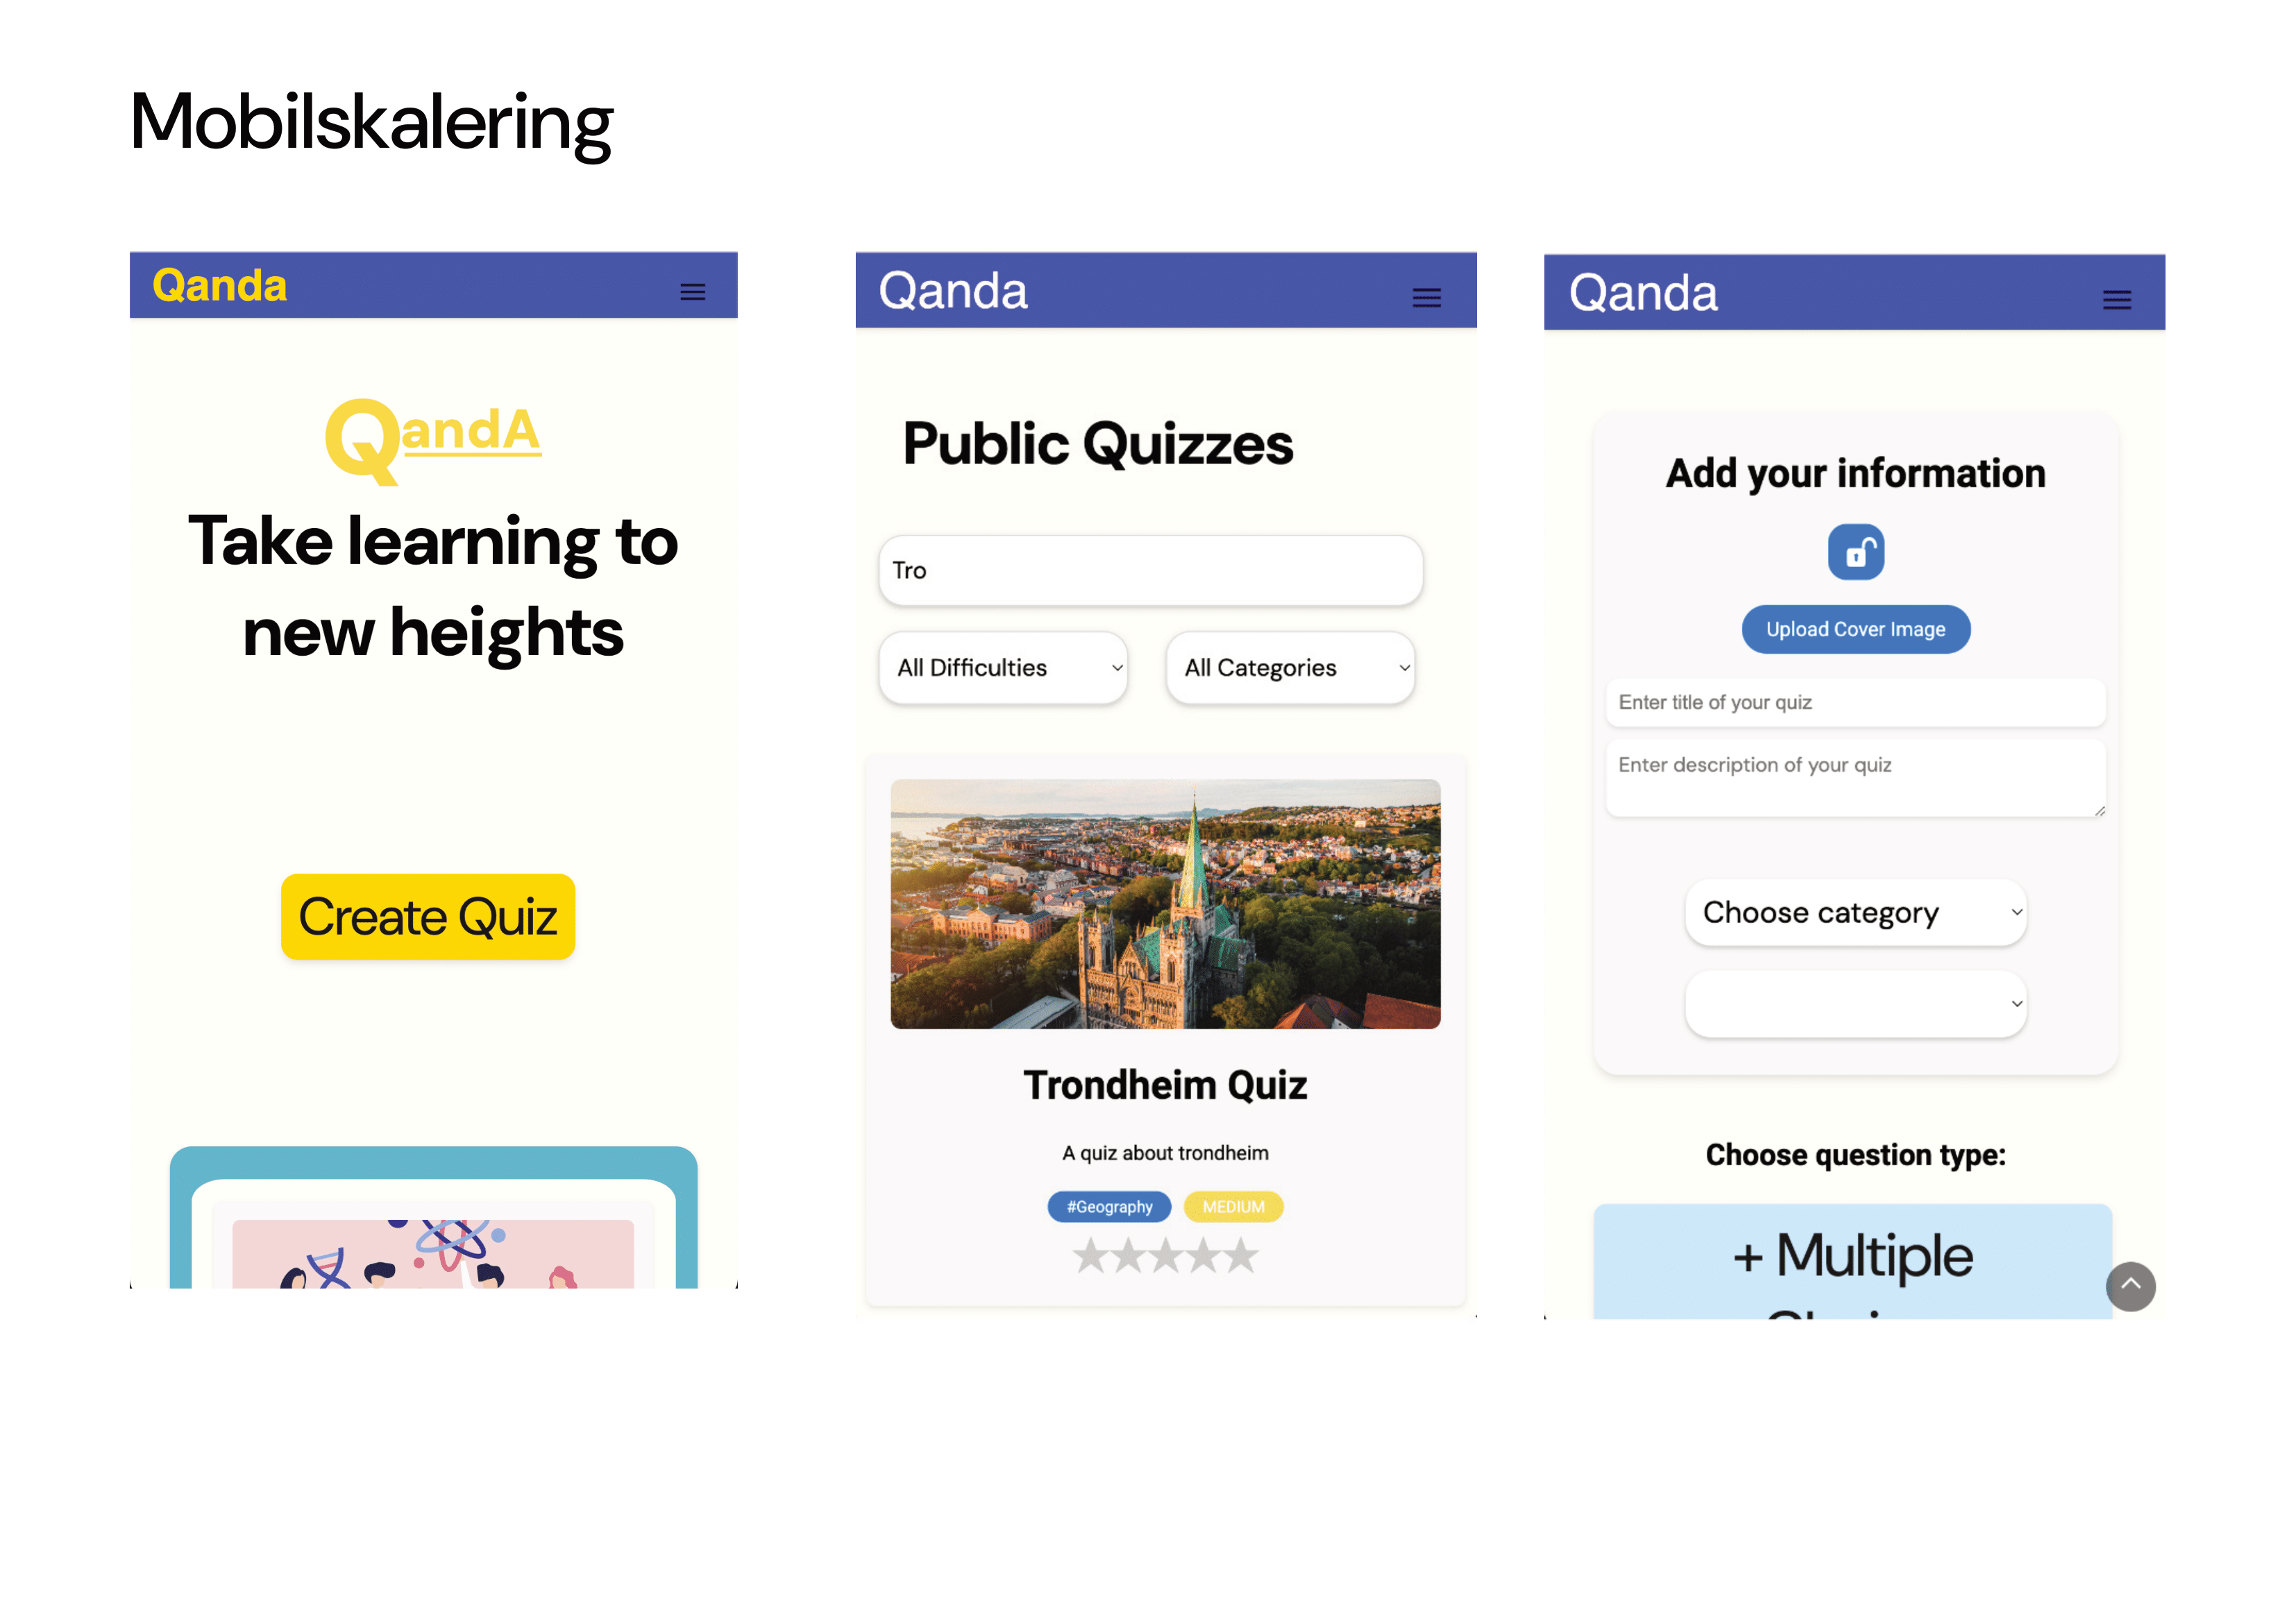 Mobilskalering
Qanda
QandA
Take learning to
new heights
Create Quiz
Qanda
Public Quizzes
Tro
All Difficulties
All Categories
Trondheim Quiz
A quiz about trondheim
#Geography
MEDIUM
Qanda
Add your information
Upload Cover Image
Enter title of your quiz
Enter description of your quiz
Choose category
Choose question type:
+ Multiple